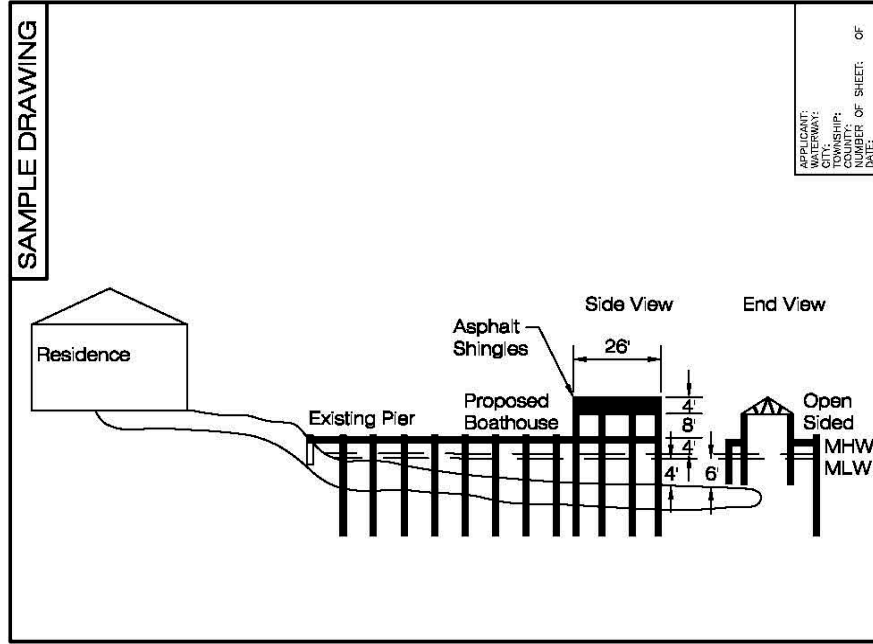 SAMPLE DRAWING
APPLICANT:
WATERWAY:
CITY:
TOWNSHIP:
COUNTY:
NUMBER OF SHEET: OF
DATE:
Side View
End View
Asphalt
Shingles
26'
Residence
Existing Pier
Proposed
Boathouse
4'
8'
4'
4'
6'
Open
Sided
MHW
MLW